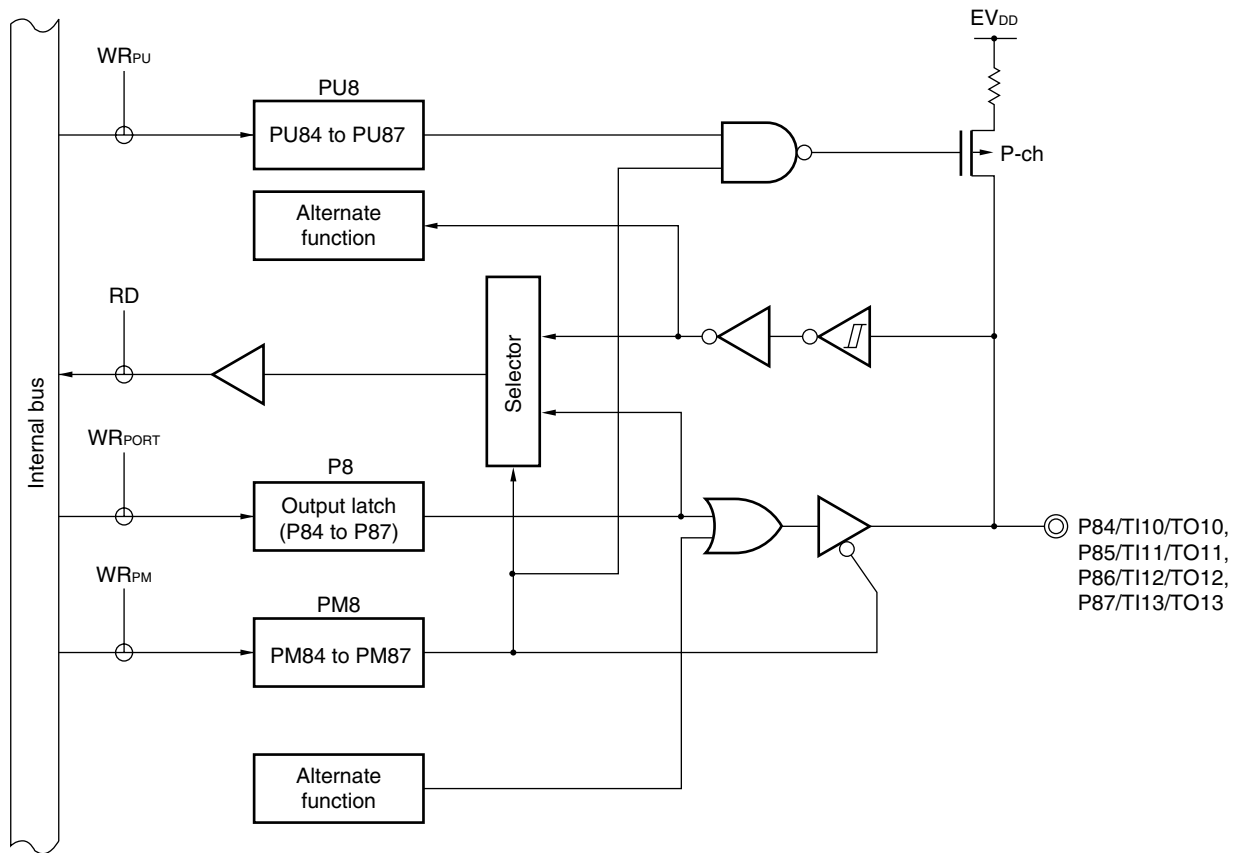 EVDD
WRPU
PU8
PU84 to PU87
P-ch
Alternate
function
RD
Selector
Internal bus
WRPORT
P8
Output latch
(P84 to P87)
P84/TI10/TO10,
P85/TI11/TO11,
P86/TI12/TO12,
P87/TI13/TO13
WRPM
PM8
PM84 to PM87
Alternate
function